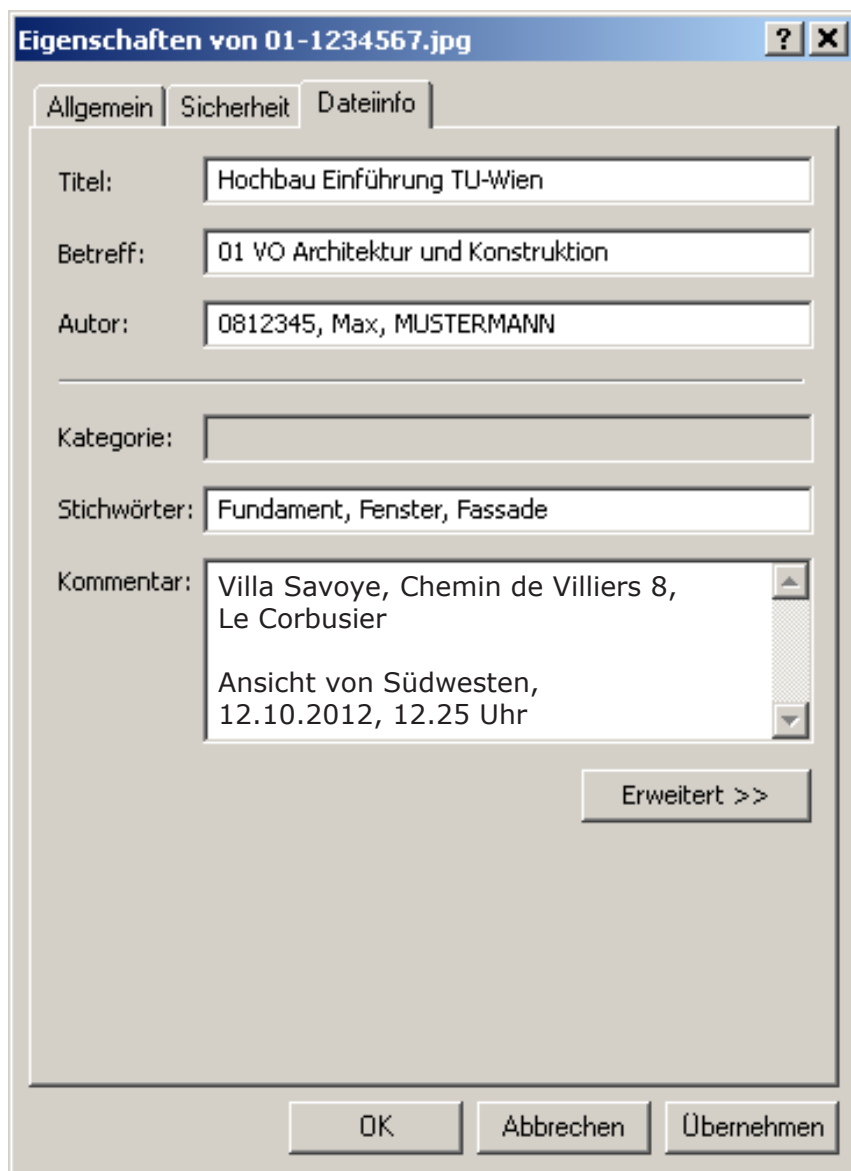 Eigenschaften von 01-1234567.jpg
Allgemein Sicherheit Dateiinfo
Titel: Hochbau Einführung TU-Wien
Betreff: 01 VO Architektur und Konstruktion
Autor: 0812345, Max, MUSTERMANN
Kategorie:
Stichwörter: Fundament, Fenster, Fassade
Kommentar: Villa Savoye, Chemin de Villiers 8,
Le Corbusier
Ansicht von Südwesten,
12.10.2012, 12.25 Uhr
Erweitert >>
OK Abbrechen Übernehmen